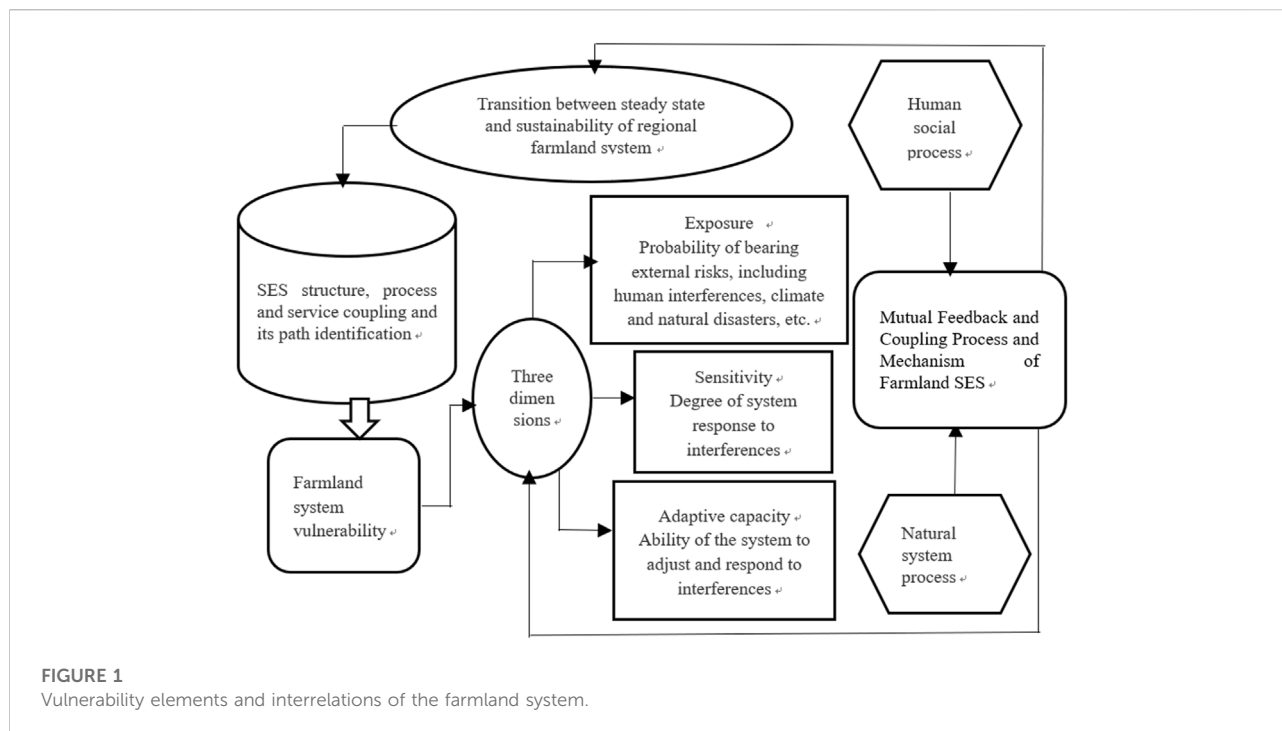 Transition between steady state
and sustainability of regional
farmland system
Human
social
process
SES structure, process
and service coupling and
its path identification
Exposure
Probability of bearing
external risks, including
human interferences, climate
and natural disasters, etc.
Mutual Feedback and
Coupling Process and
Mechanism of
Farmland SES
Three
dimen
sions
Sensitivity
Degree of system
response to
interferences
Farmland
system
vulnerability
Adaptive capacity
Ability of the system to
adjust and respond to
interferences
Natural
system
process
FIGURE 1
Vulnerability elements and interrelations of the farmland system.